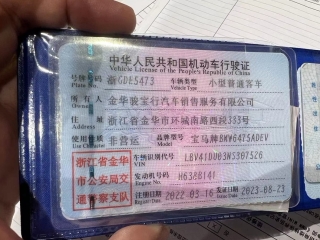 中华人民共和国机动车行驶证
Vehicle License of the People's Republic of China
号牌号码 浙GDE5473 车辆类型 小型普通客车
Plate No. Vehicle Type
所有人 金华骏宝行汽车销售服务有限公司
Owner
住址 浙江省金华市环城南路西段383号
Address
使用性质 非营运 品牌型号 宝马牌BMW6475ADEV
Use Character Model
浙江省金华 车辆识别代号 LBV41DU03NS307526
VIN
市公安局交 发动机号码 H63P8141
Engine No.
通警察支队 注册日期 2022-03-16 发证日期 2023-08-23